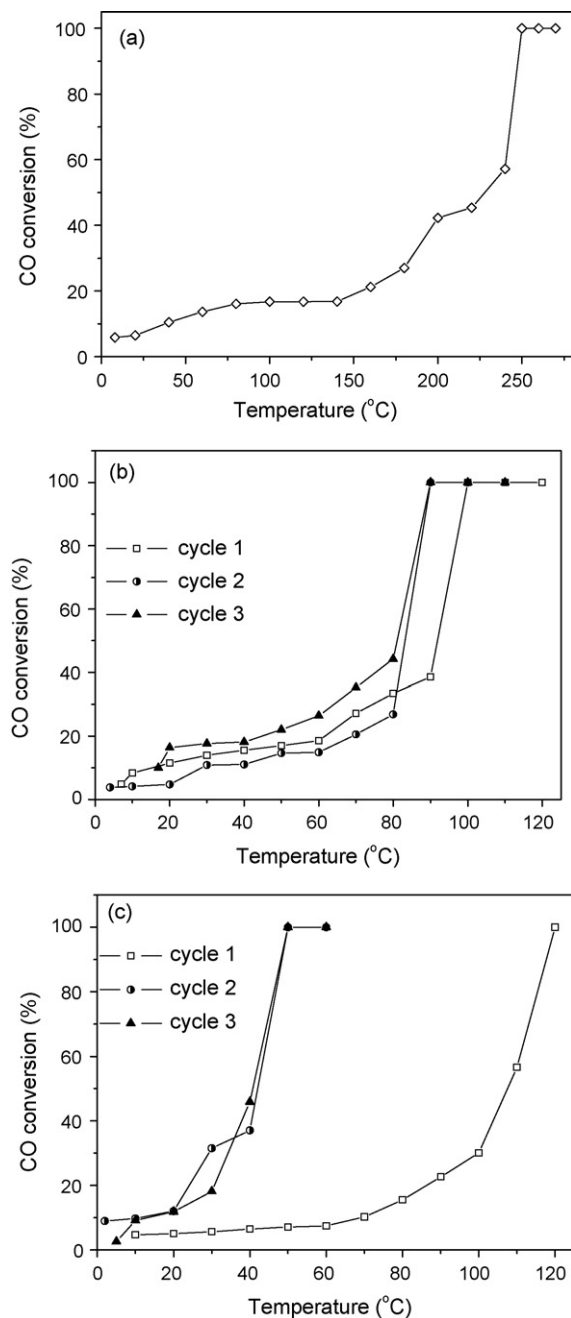 (a)
CO conversion (%)
100
80
60
40
20
0
0 50 100 150 200 250
Temperature (°C)
(b)
CO conversion (%)
100
80
60
40
20
0
cycle 1
cycle 2
cycle 3
0 20 40 60 80 100 120
Temperature (°C)
(c)
CO conversion (%)
100
80
60
40
20
0
cycle 1
cycle 2
cycle 3
0 20 40 60 80 100 120
Temperature (°C)